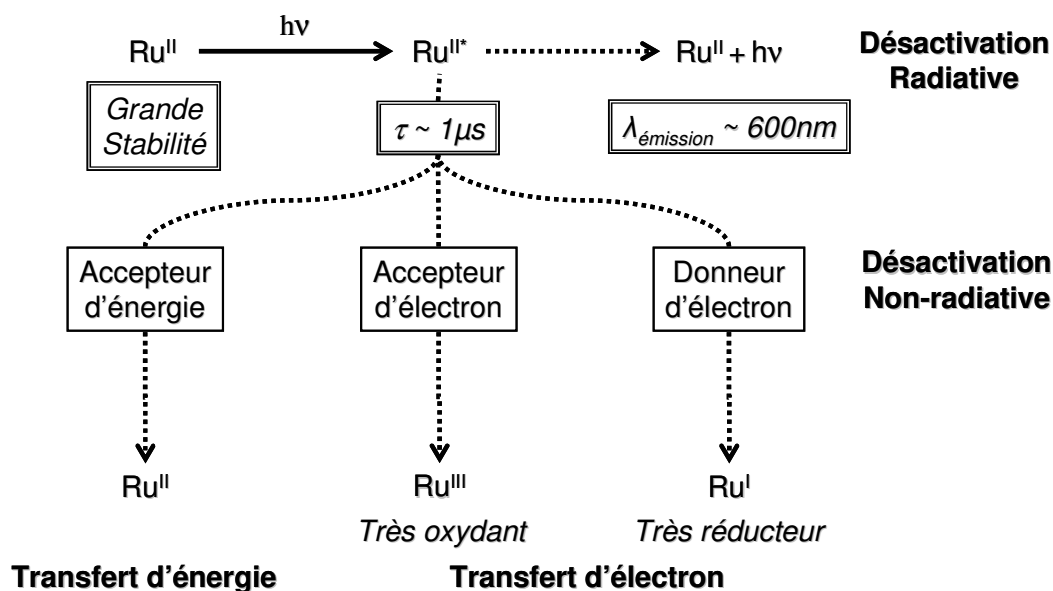 hν
Ru^II
Ru^II*
Ru^II + hν
Désactivation
Radiative
Grande
Stabilité
τ ~ 1μs
λ_émission ~ 600nm
Accepteur
d'énergie
Accepteur
d'électron
Donneur
d'électron
Désactivation
Non-radiative
Ru^II
Ru^III
Ru^I
Très oxydant
Très réducteur
Transfert d'énergie
Transfert d'électron